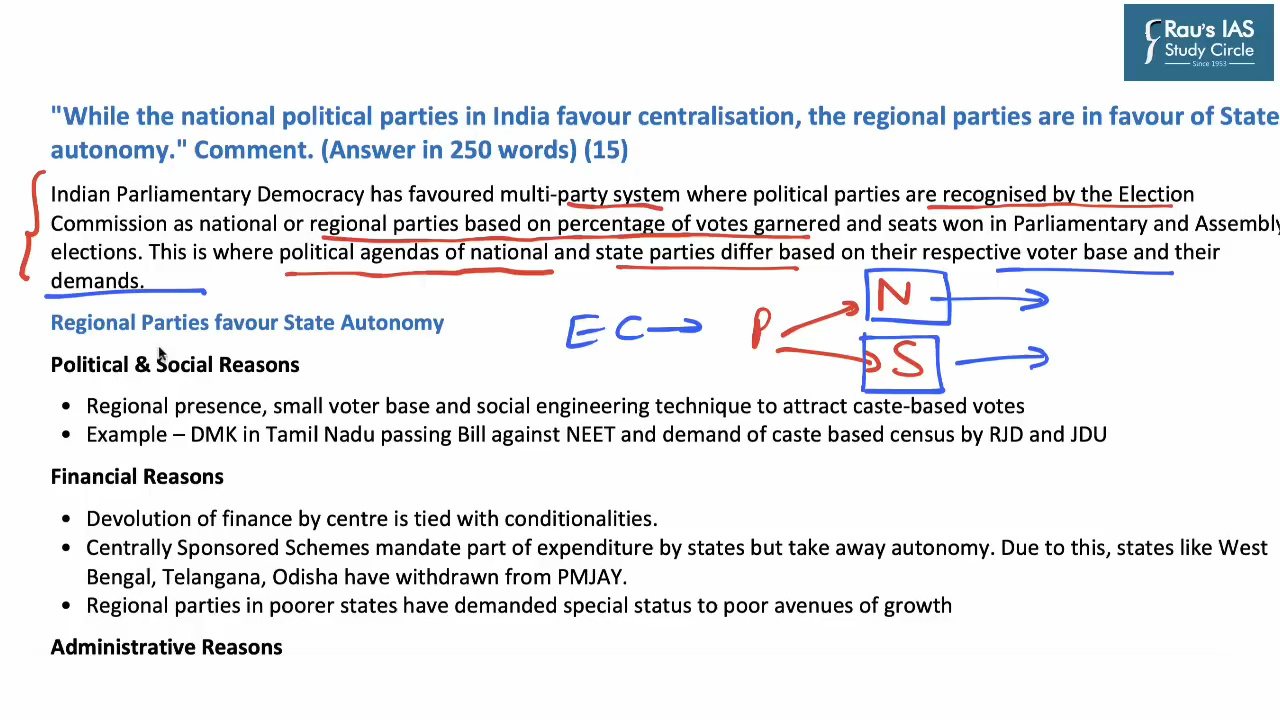 Rau's IAS
Study Circle
Since 1953
"While the national political parties in India favour centralisation, the regional parties are in favour of State
autonomy." Comment. (Answer in 250 words) (15)
Indian Parliamentary Democracy has favoured multi-party system where political parties are recognised by the Election
Commission as national or regional parties based on percentage of votes garnered and seats won in Parliamentary and Assembly
elections. This is where political agendas of national and state parties differ based on their respective voter base and their
demands.
N
Regional Parties favour State Autonomy
EC
P
S
Political & Social Reasons
• Regional presence, small voter base and social engineering technique to attract caste-based votes
• Example – DMK in Tamil Nadu passing Bill against NEET and demand of caste based census by RJD and JDU
Financial Reasons
• Devolution of finance by centre is tied with conditionalities.
• Centrally Sponsored Schemes mandate part of expenditure by states but take away autonomy. Due to this, states like West
Bengal, Telangana, Odisha have withdrawn from PMJAY.
• Regional parties in poorer states have demanded special status to poor avenues of growth
Administrative Reasons